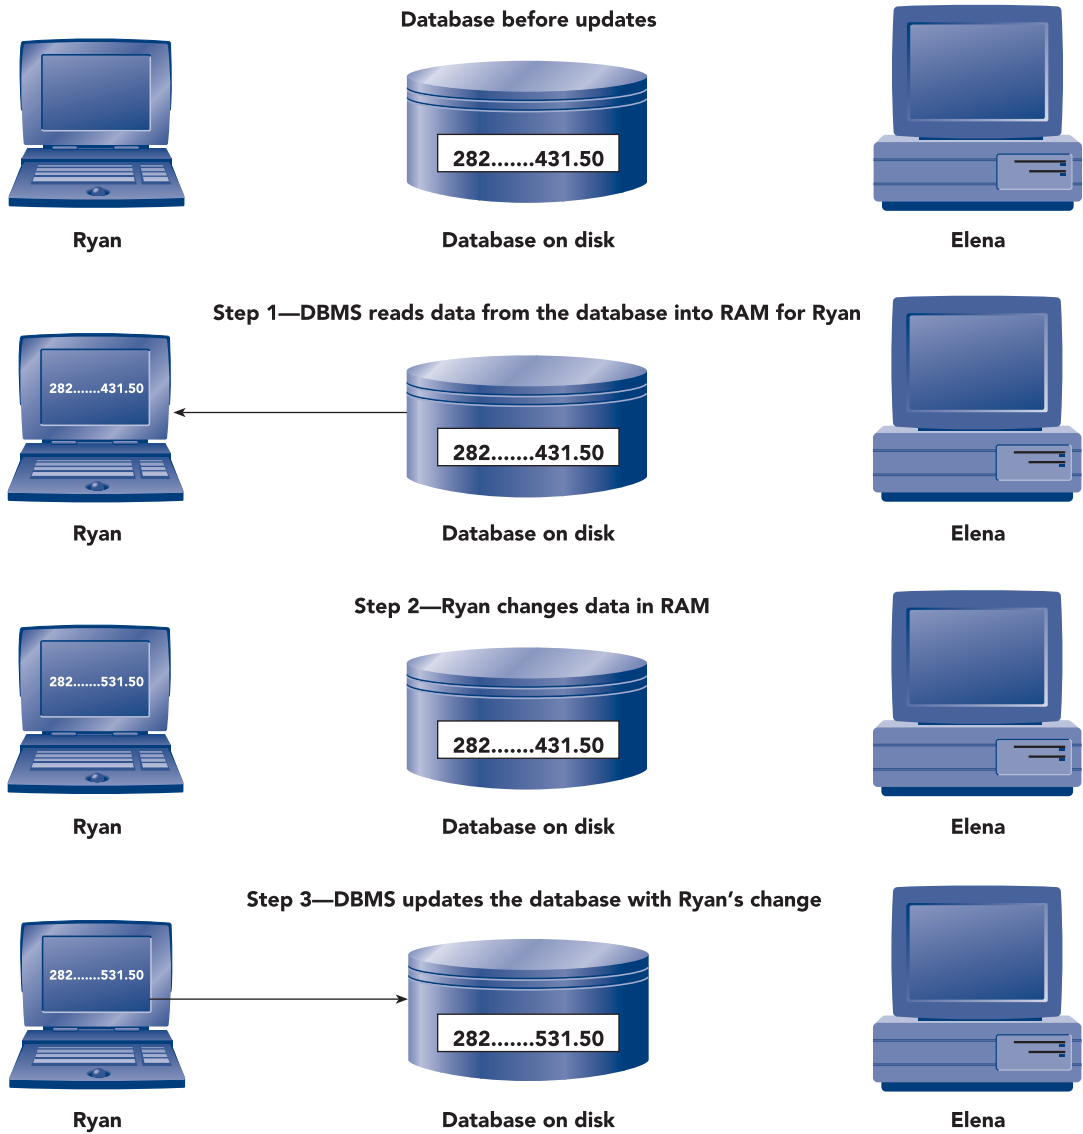 Database before updates
282.......431.50
Ryan
Database on disk
Elena
Step 1—DBMS reads data from the database into RAM for Ryan
282.......431.50
282.......431.50
Ryan
Database on disk
Elena
Step 2—Ryan changes data in RAM
282.......531.50
282.......431.50
Ryan
Database on disk
Elena
Step 3—DBMS updates the database with Ryan’s change
282.......531.50
282.......531.50
Ryan
Database on disk
Elena